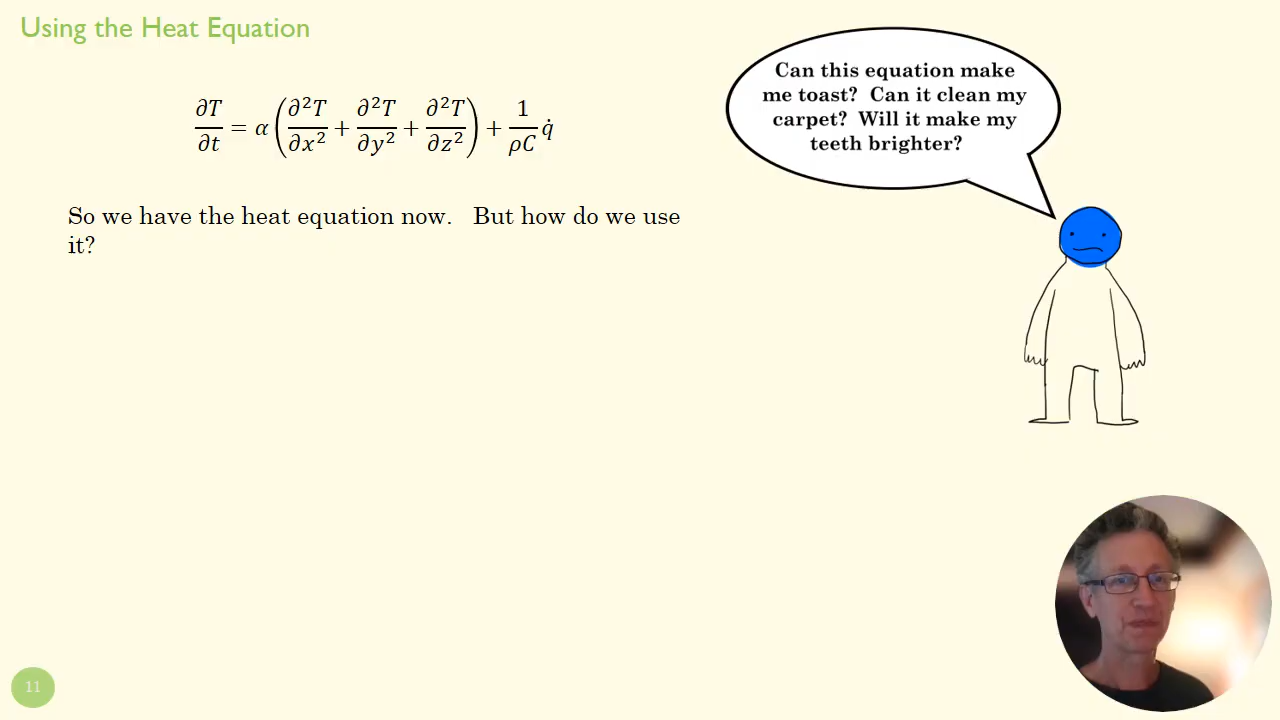 Using the Heat Equation
Can this equation make
me toast?  Can it clean my
carpet?  Will it make my
teeth brighter?
∂T/∂t = α(∂²T/∂x² + ∂²T/∂y² + ∂²T/∂z²) + 1/ρC q̇
So we have the heat equation now.   But how do we use
it?
11